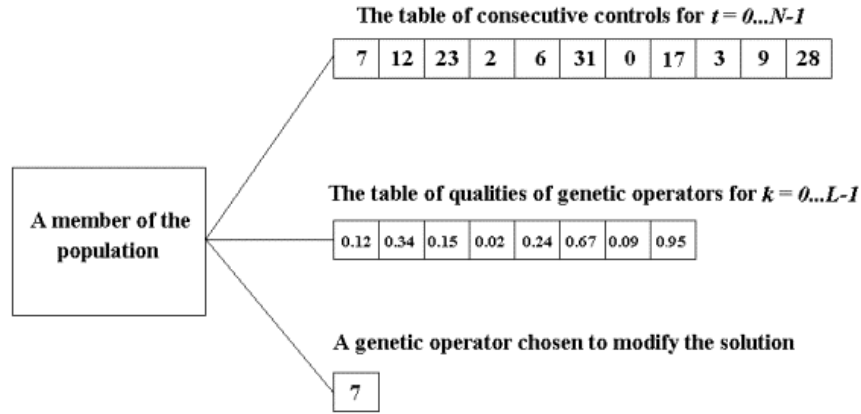 The table of consecutive controls for t = 0...N-1
7 12 23 2 6 31 0 17 3 9 28
The table of qualities of genetic operators for k = 0...L-1
A member of the
population
0.12 0.34 0.15 0.02 0.24 0.67 0.09 0.95
A genetic operator chosen to modify the solution
7